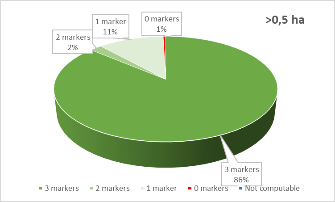 >0,5 ha
0 markers
1%
1 marker
11%
2 markers
2%
3 markers
86%
3 markers 2 markers 1 marker 0 markers Not computable